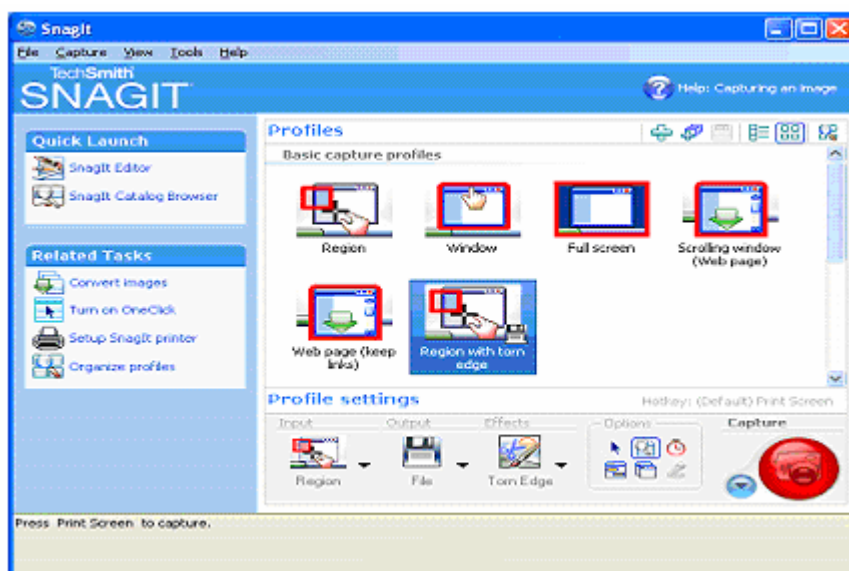 SnagIt
File Capture View Tools Help
TechSmith
SNAGIT
Help: Capturing an image
Quick Launch
SnagIt Editor
SnagIt Catalog Browser
Related Tasks
Convert images
Turn on OneClick
Setup SnagIt printer
Organize profiles
Profiles
Basic capture profiles
Region
Window
Full screen
Scrolling window
(Web page)
Web page (keep
links)
Region with torn
edge
Profile settings
Hotkey: (Default) Print Screen
Input
Output
Effects
Options
Capture
Region
File
Torn Edge
Press Print Screen to capture.